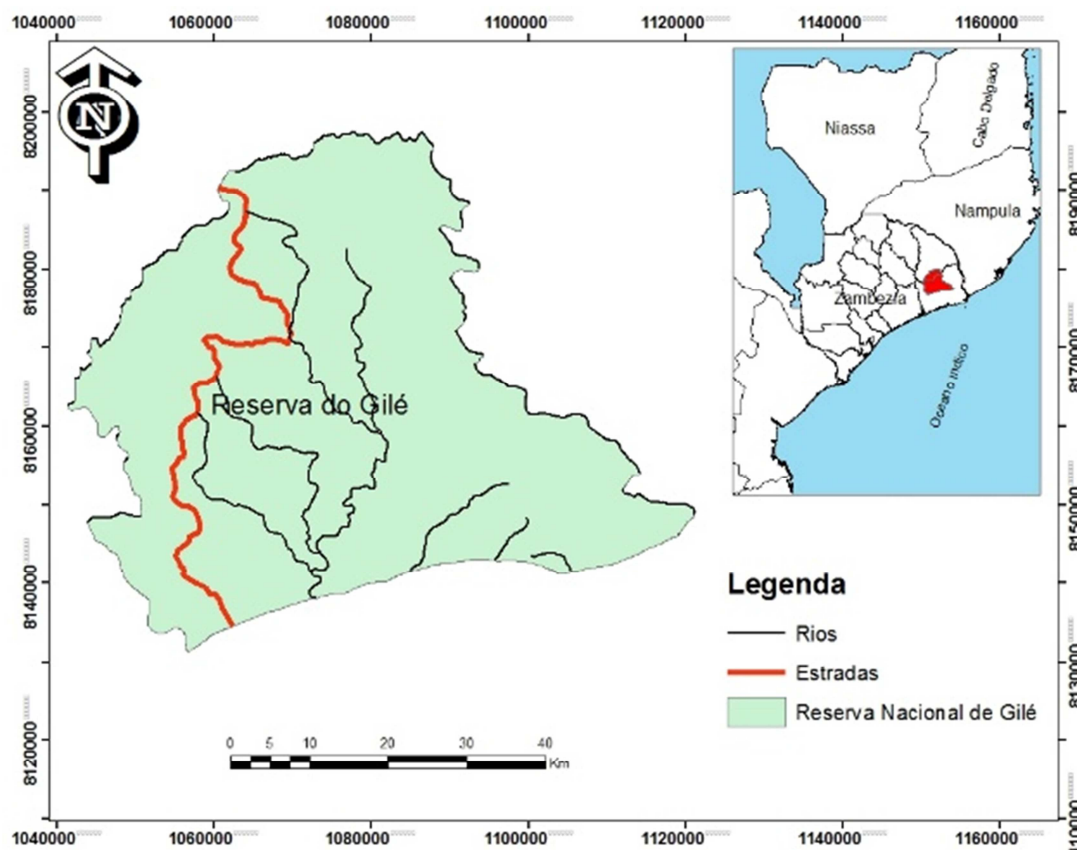 1040000 1060000 1080000 1100000 1120000 1140000 1160000
N
8200000
8180000
8160000
8140000
8120000
Reserva do Gilé
Niassa
Cabo Delgado
Nampula
Zambezia
Oceano Indico
8190000
8170000
8150000
8130000
8110000
Legenda
Rios
Estradas
Reserva Nacional de Gilé
0 5 10 20 30 40
Km
1040000 1060000 1080000 1100000 1120000 1140000 1160000